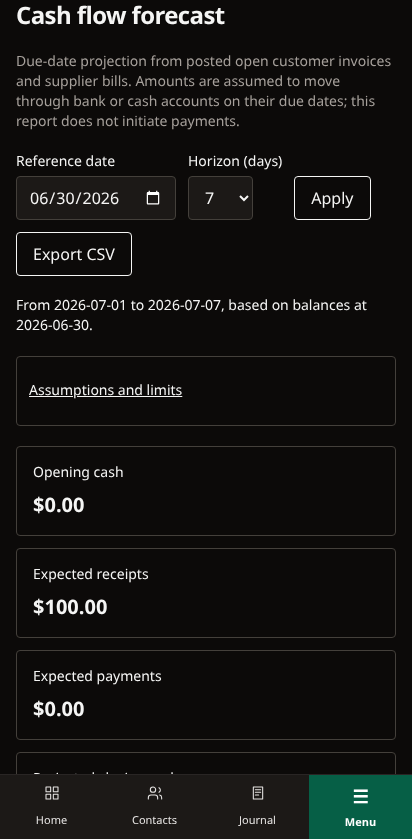 Cash flow forecast
Due-date projection from posted open customer invoices
and supplier bills. Amounts are assumed to move
through bank or cash accounts on their due dates; this
report does not initiate payments.
Reference date
Horizon (days)
06/30/2026
7
Apply
Export CSV
From 2026-07-01 to 2026-07-07, based on balances at
2026-06-30.
Assumptions and limits
Opening cash
$0.00
Expected receipts
$100.00
Expected payments
$0.00
Home
Contacts
Journal
Menu